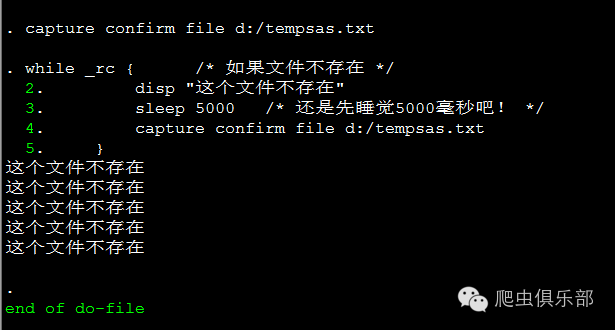 . capture confirm file d:/tempsas.txt
. while _rc {       /* 如果文件不存在 */
  2.         disp "这个文件不存在"
  3.         sleep 5000   /* 还是先睡觉5000毫秒吧！ */
  4.         capture confirm file d:/tempsas.txt
  5.     }
这个文件不存在
这个文件不存在
这个文件不存在
这个文件不存在
这个文件不存在
.
end of do-file
爬虫俱乐部